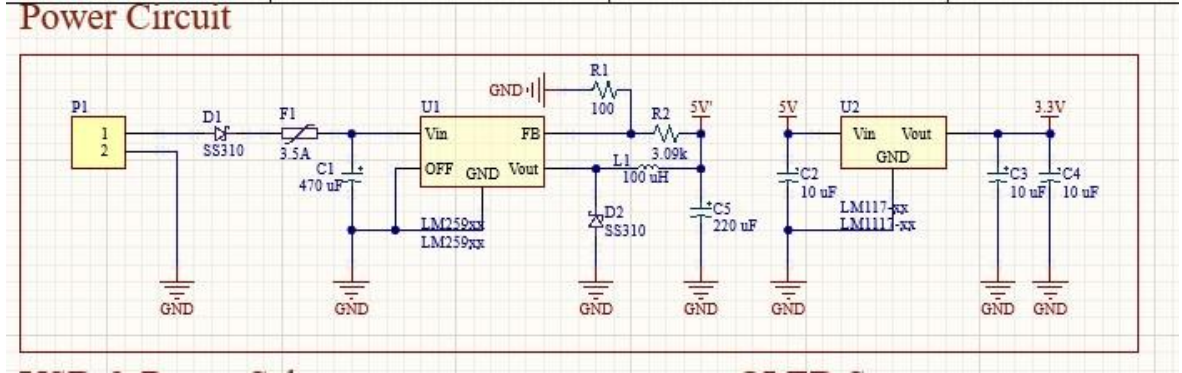 Power Circuit
P1
1
2
D1
SS310
F1
3.5A
C1
470 uF
GND
GND
U1
Vin
FB
OFF
GND
Vout
LM259xx
LM259xx
GND
R1
100
R2
3.09k
5V'
L1
100 uH
D2
SS310
C5
220 uF
GND
GND
5V
U2
Vin
Vout
GND
3.3V
C2
10 uF
LM117-xx
LM1117-xx
C3
10 uF
C4
10 uF
GND
GND
GND